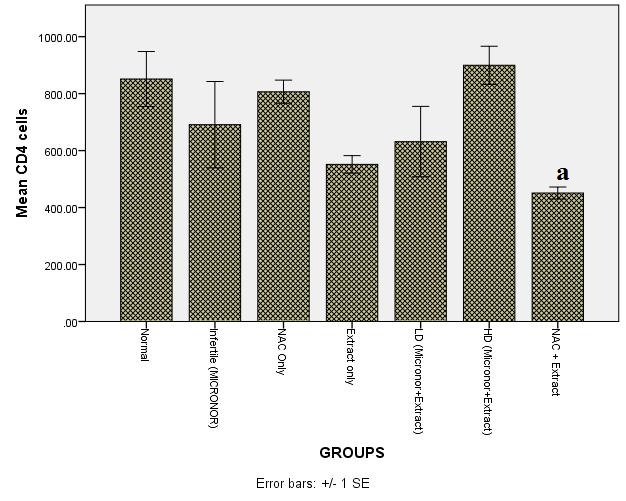 1000.00
800.00
600.00
400.00
200.00
.00
Mean CD4 cells
a
Normal
Infertile (MICRONOR)
NAC Only
Extract only
LD (Micronor+Extract)
HD (Micronor+Extract)
NAC + Extract
GROUPS
Error bars: +/- 1 SE